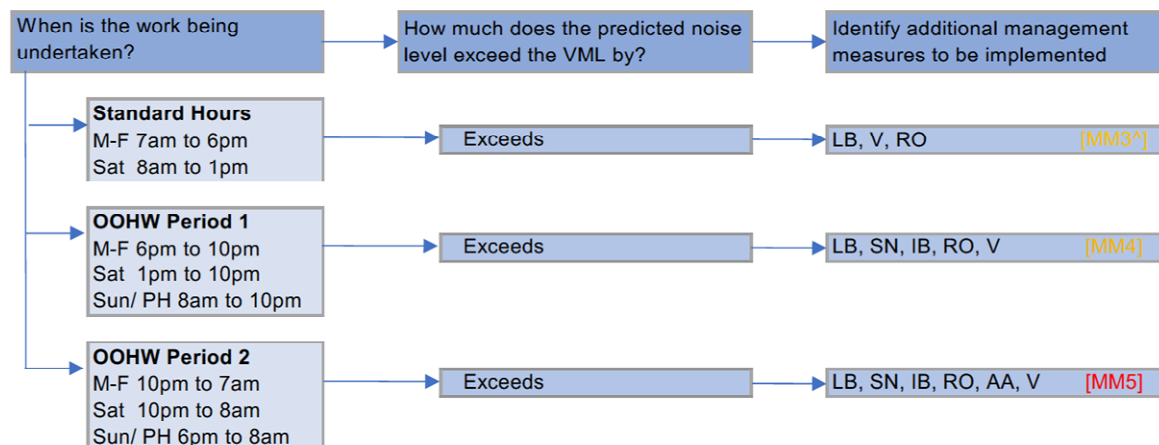 When is the work being
undertaken?
How much does the predicted noise
level exceed the VML by?
Identify additional management
measures to be implemented
Standard Hours
M-F 7am to 6pm
Sat 8am to 1pm
Exceeds
LB, V, RO [MM3^]
OOHW Period 1
M-F 6pm to 10pm
Sat 1pm to 10pm
Sun/ PH 8am to 10pm
Exceeds
LB, SN, IB, RO, V [MM4]
OOHW Period 2
M-F 10pm to 7am
Sat 10pm to 8am
Sun/ PH 6pm to 8am
Exceeds
LB, SN, IB, RO, AA, V [MM5]